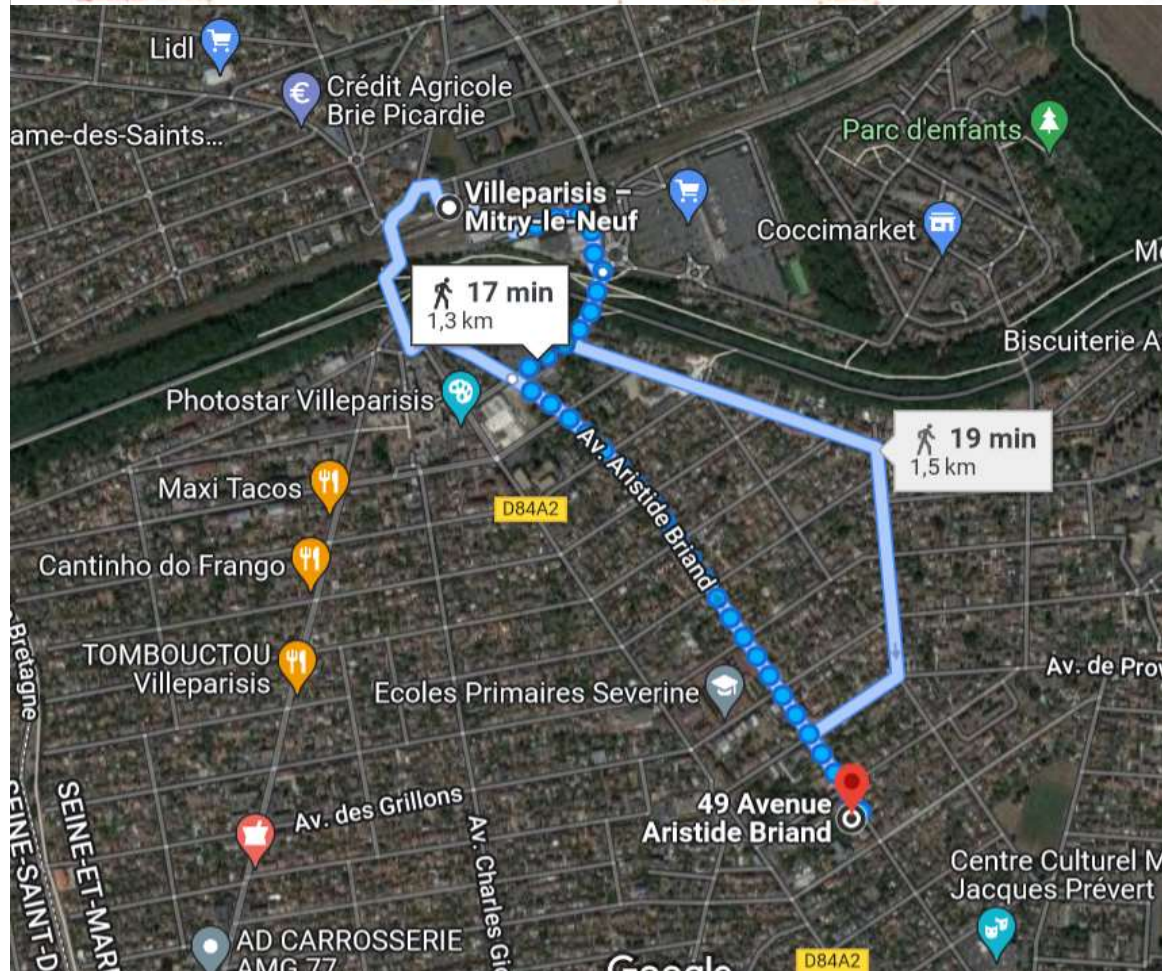 Lidl
Crédit Agricole
Brie Picardie
ame-des-Saints...
Parc d'enfants
Villeparisis –
Mitry-le-Neuf
Coccimarket
17 min
1,3 km
Biscuiterie A
Photostar Villeparisis
19 min
1,5 km
Av. Aristide Briand
Maxi Tacos
D84A2
Cantinho do Frango
Bretagne
TOMBOUCTOU
Villeparisis
Ecoles Primaires Severine
Av. de Prov
49 Avenue
Aristide Briand
Av. des Grillons
SEINE-ET-MAR
SEINE-SAINT-D
Av. Charles Gi
Centre Culturel M
Jacques Prévert
AD CARROSSERIE
AMG 77
Google
D84A2